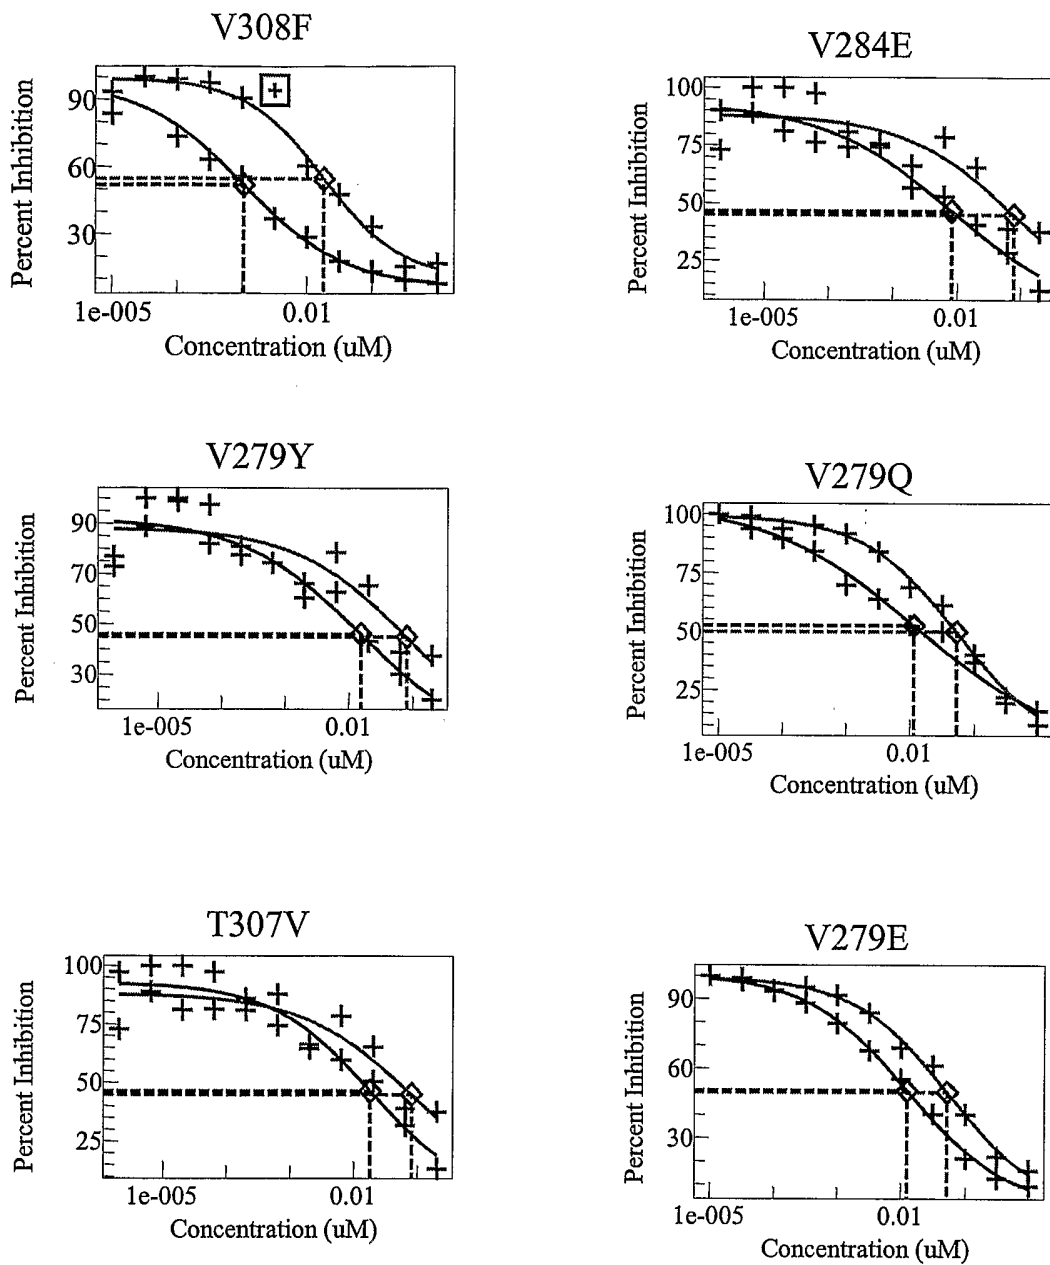 V308F
Percent Inhibition
90
60
30
1e-005 0.01
Concentration (uM)
V284E
Percent Inhibition
100
75
50
25
1e-005 0.01
Concentration (uM)
V279Y
Percent Inhibition
90
70
50
30
1e-005 0.01
Concentration (uM)
V279Q
Percent Inhibition
100
75
50
25
1e-005 0.01
Concentration (uM)
T307V
Percent Inhibition
100
75
50
25
1e-005 0.01
Concentration (uM)
V279E
Percent Inhibition
90
60
30
1e-005 0.01
Concentration (uM)